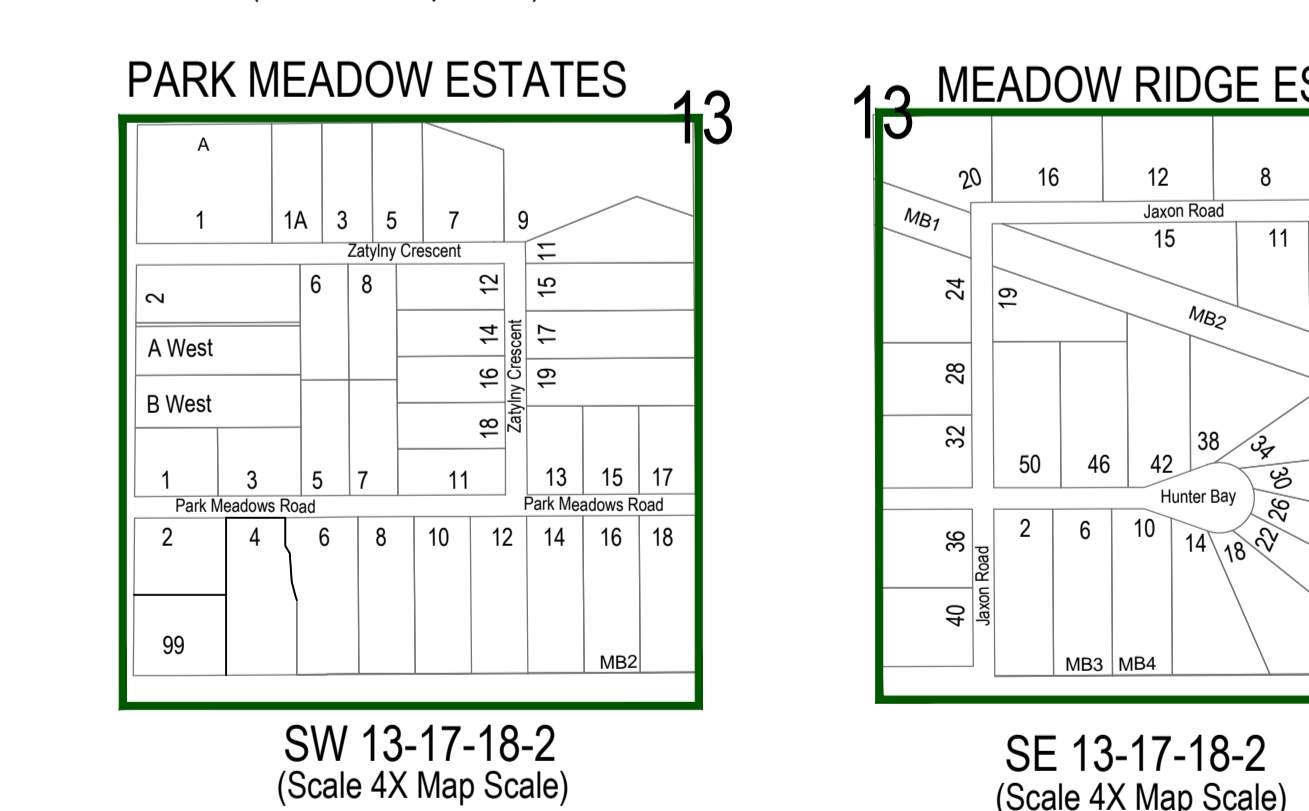 PARK MEADOW ESTATES
13
A
1
1A
3
5
7
9
Zatylny Crescent
11
2
6
8
12
15
A West
14
17
Zatylny Crescent
16
19
B West
18
1
3
5
7
11
13
15
17
Park Meadows Road
Park Meadows Road
2
4
6
8
10
12
14
16
18
99
MB2
SW 13-17-18-2
(Scale 4X Map Scale)
13
MEADOW RIDGE ES
20
16
12
8
MB1
Jaxon Road
15
11
24
19
MB2
28
32
38
34
50
46
42
30
Hunter Bay
26
36
2
6
10
14
18
22
Jaxon Road
40
MB3
MB4
SE 13-17-18-2
(Scale 4X Map Scale)